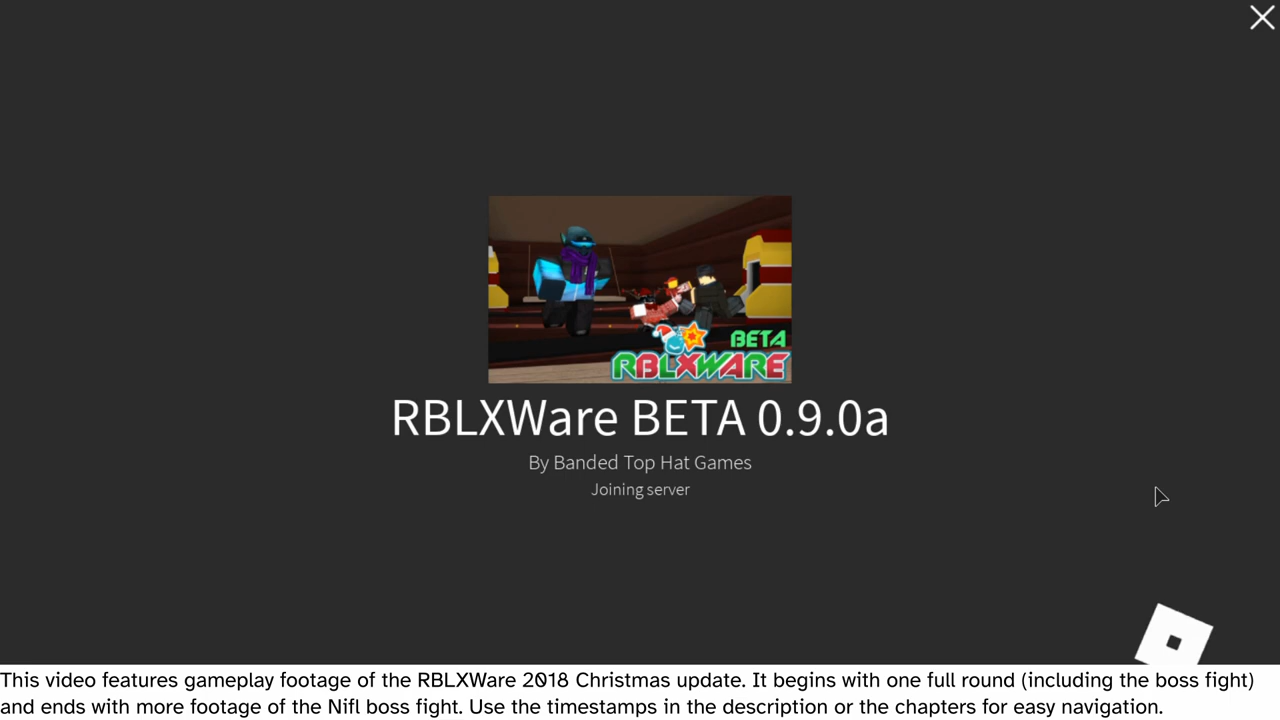 BETA
RBLXWARE
RBLXWare BETA 0.9.0a
By Banded Top Hat Games
Joining server
This video features gameplay footage of the RBLXWare 2018 Christmas update. It begins with one full round (including the boss fight)
and ends with more footage of the Nifl boss fight. Use the timestamps in the description or the chapters for easy navigation.